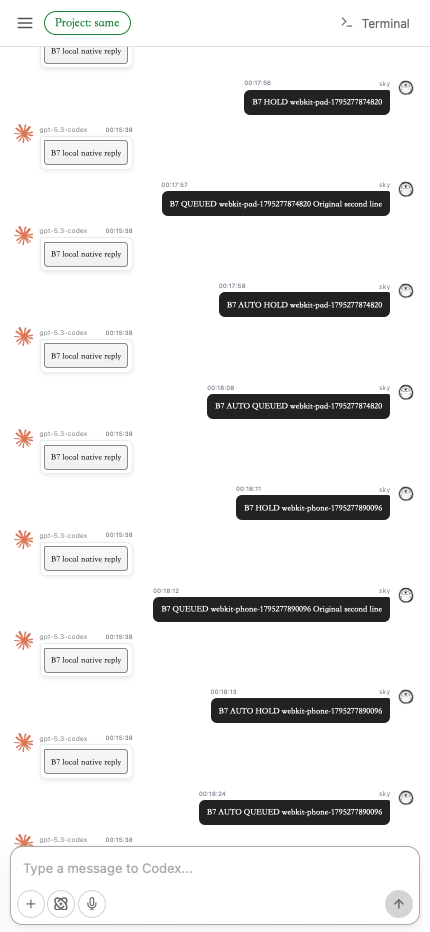 Project: same
Terminal
B7 local native reply
00:17:56 sky
B7 HOLD webkit-pad-1795277874820
gpt-5.3-codex 00:15:38
B7 local native reply
00:17:57 sky
B7 QUEUED webkit-pad-1795277874820 Original second line
gpt-5.3-codex 00:15:38
B7 local native reply
00:17:58 sky
B7 AUTO HOLD webkit-pad-1795277874820
gpt-5.3-codex 00:15:38
B7 local native reply
00:18:08 sky
B7 AUTO QUEUED webkit-pad-1795277874820
gpt-5.3-codex 00:15:38
B7 local native reply
00:18:11 sky
B7 HOLD webkit-phone-1795277890096
gpt-5.3-codex 00:15:38
B7 local native reply
00:18:12 sky
B7 QUEUED webkit-phone-1795277890096 Original second line
gpt-5.3-codex 00:15:38
B7 local native reply
00:18:13 sky
B7 AUTO HOLD webkit-phone-1795277890096
gpt-5.3-codex 00:15:38
B7 local native reply
00:18:24 sky
B7 AUTO QUEUED webkit-phone-1795277890096
gpt-5.3-codex 00:15:38
Type a message to Codex...